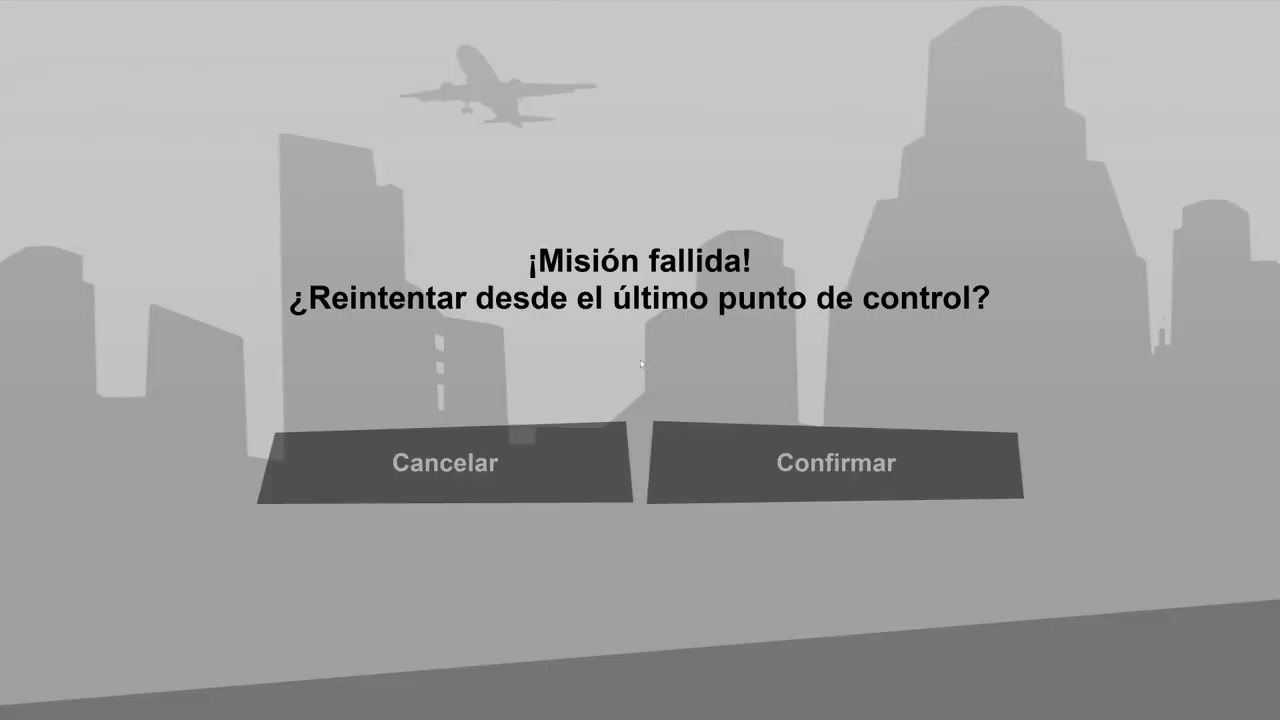 ¡Misión fallida!
¿Reintentar desde el último punto de control?
Cancelar
Confirmar